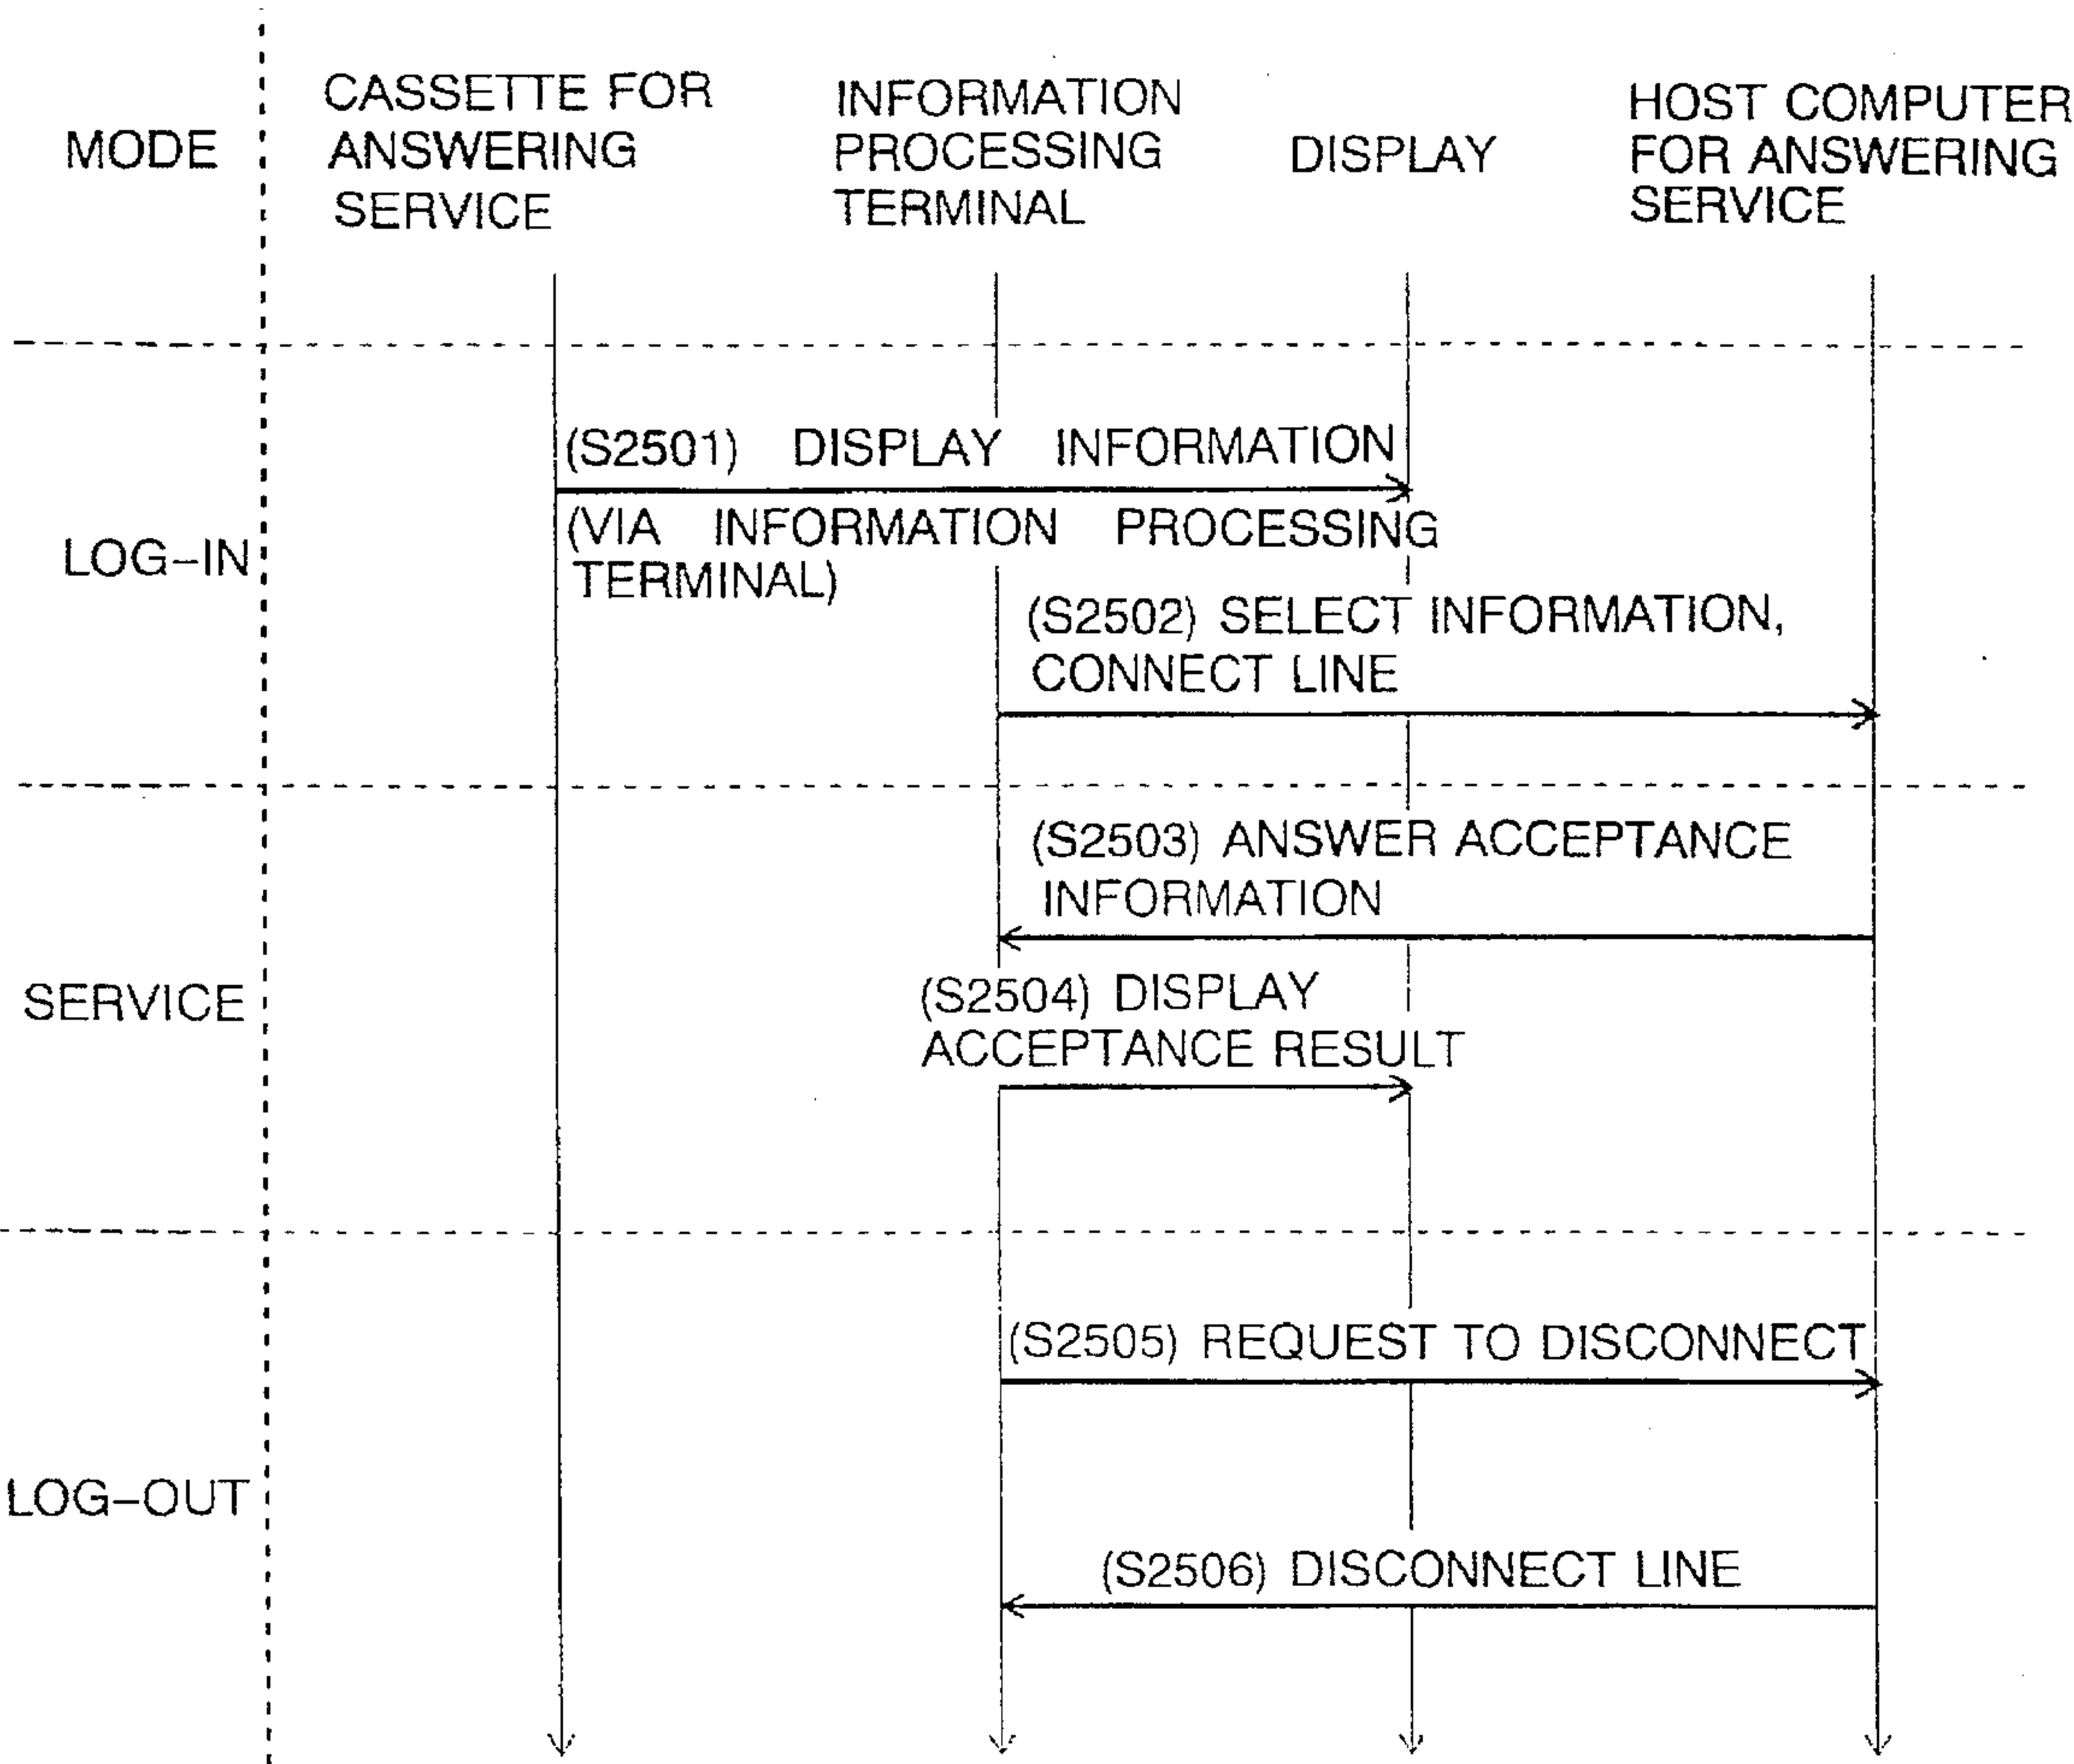 MODE
CASSETTE FOR
ANSWERING
SERVICE
INFORMATION
PROCESSING
TERMINAL
DISPLAY
HOST COMPUTER
FOR ANSWERING
SERVICE
LOG-IN
(S2501) DISPLAY INFORMATION
(VIA INFORMATION PROCESSING
TERMINAL)
(S2502) SELECT INFORMATION,
CONNECT LINE
SERVICE
(S2503) ANSWER ACCEPTANCE
INFORMATION
(S2504) DISPLAY
ACCEPTANCE RESULT
LOG-OUT
(S2505) REQUEST TO DISCONNECT
(S2506) DISCONNECT LINE